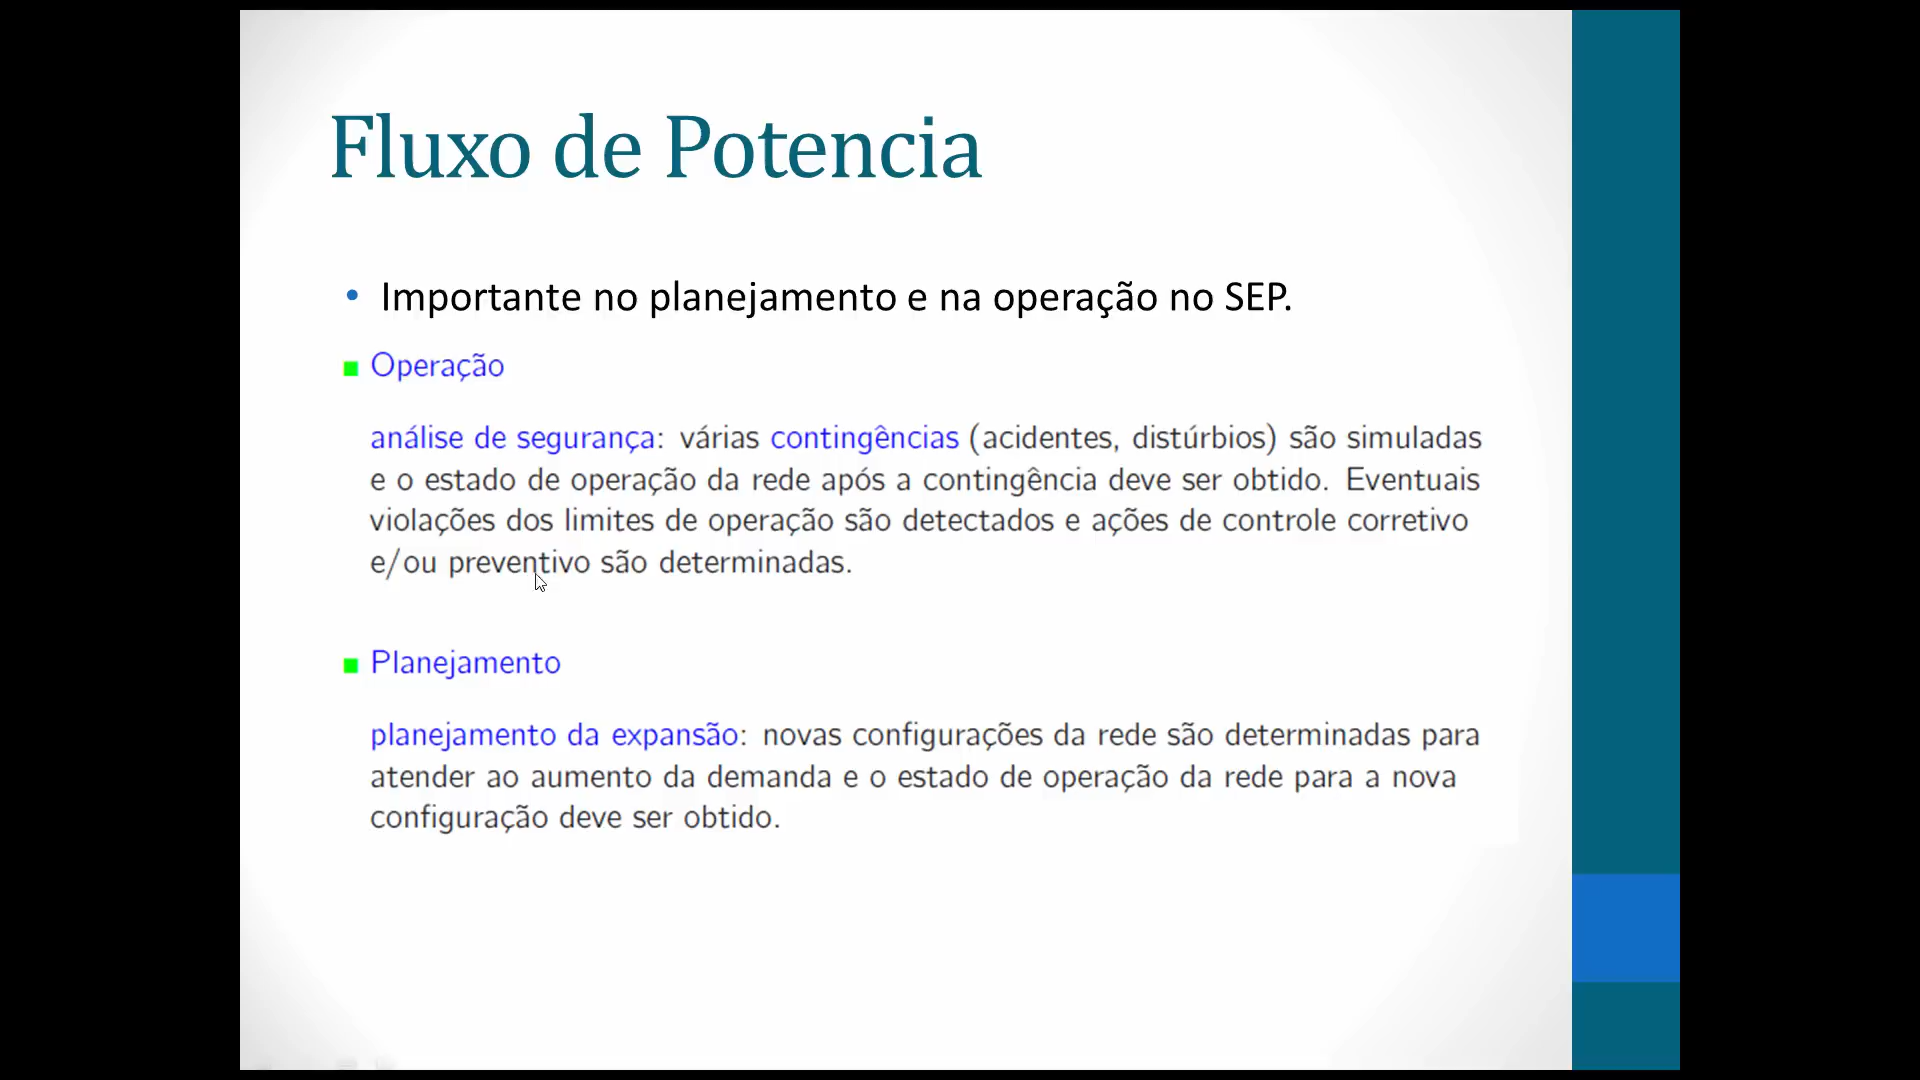 Fluxo de Potencia
• Importante no planejamento e na operação no SEP.
Operação
análise de segurança: várias contingências (acidentes, distúrbios) são simuladas
e o estado de operação da rede após a contingência deve ser obtido. Eventuais
violações dos limites de operação são detectados e ações de controle corretivo
e/ou preventivo são determinadas.
Planejamento
planejamento da expansão: novas configurações da rede são determinadas para
atender ao aumento da demanda e o estado de operação da rede para a nova
configuração deve ser obtido.